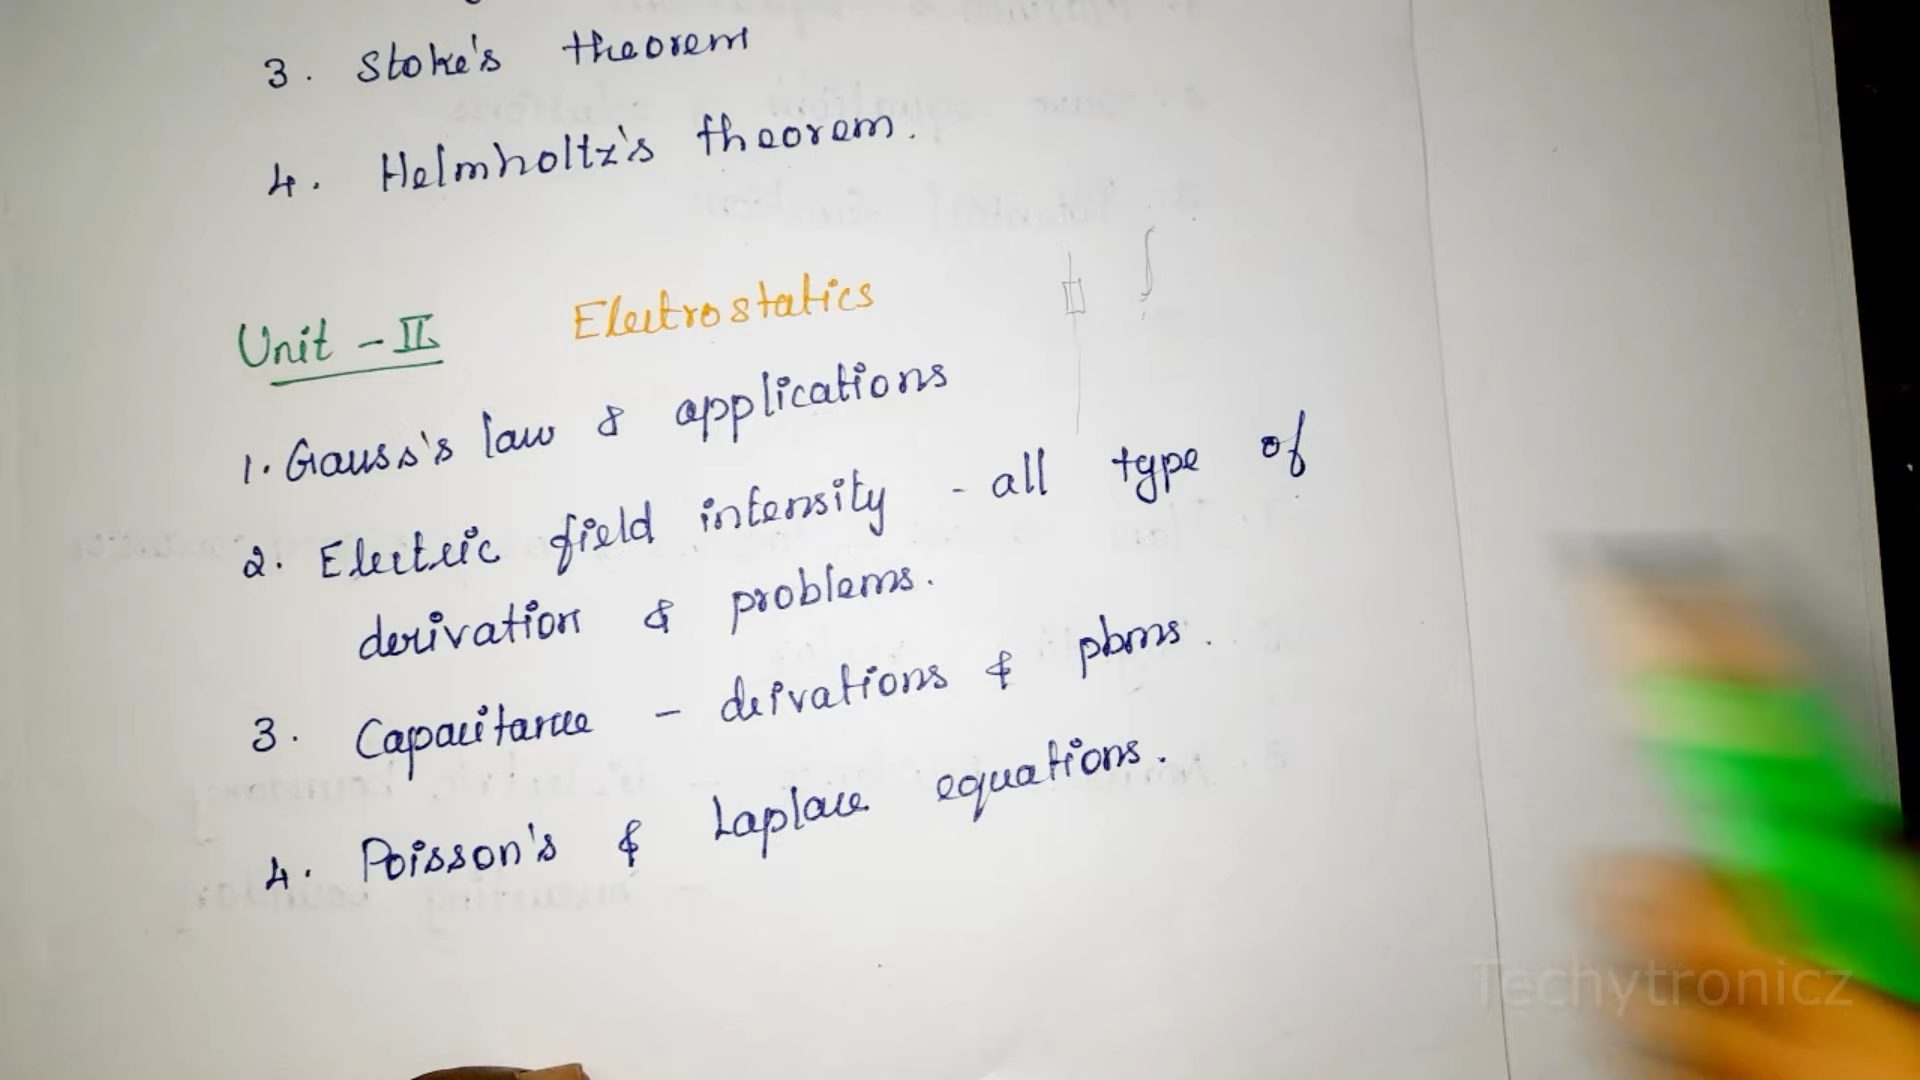 3. Stoke's theorem
4. Helmholtz's theorem.
Unit - II Electrostatics
1. Gauss's law & applications
2. Electric field intensity - all type of
derivation & problems.
3. Capacitance - deivations & pbms.
4. Poisson's & Laplace equations.
Techytronicz